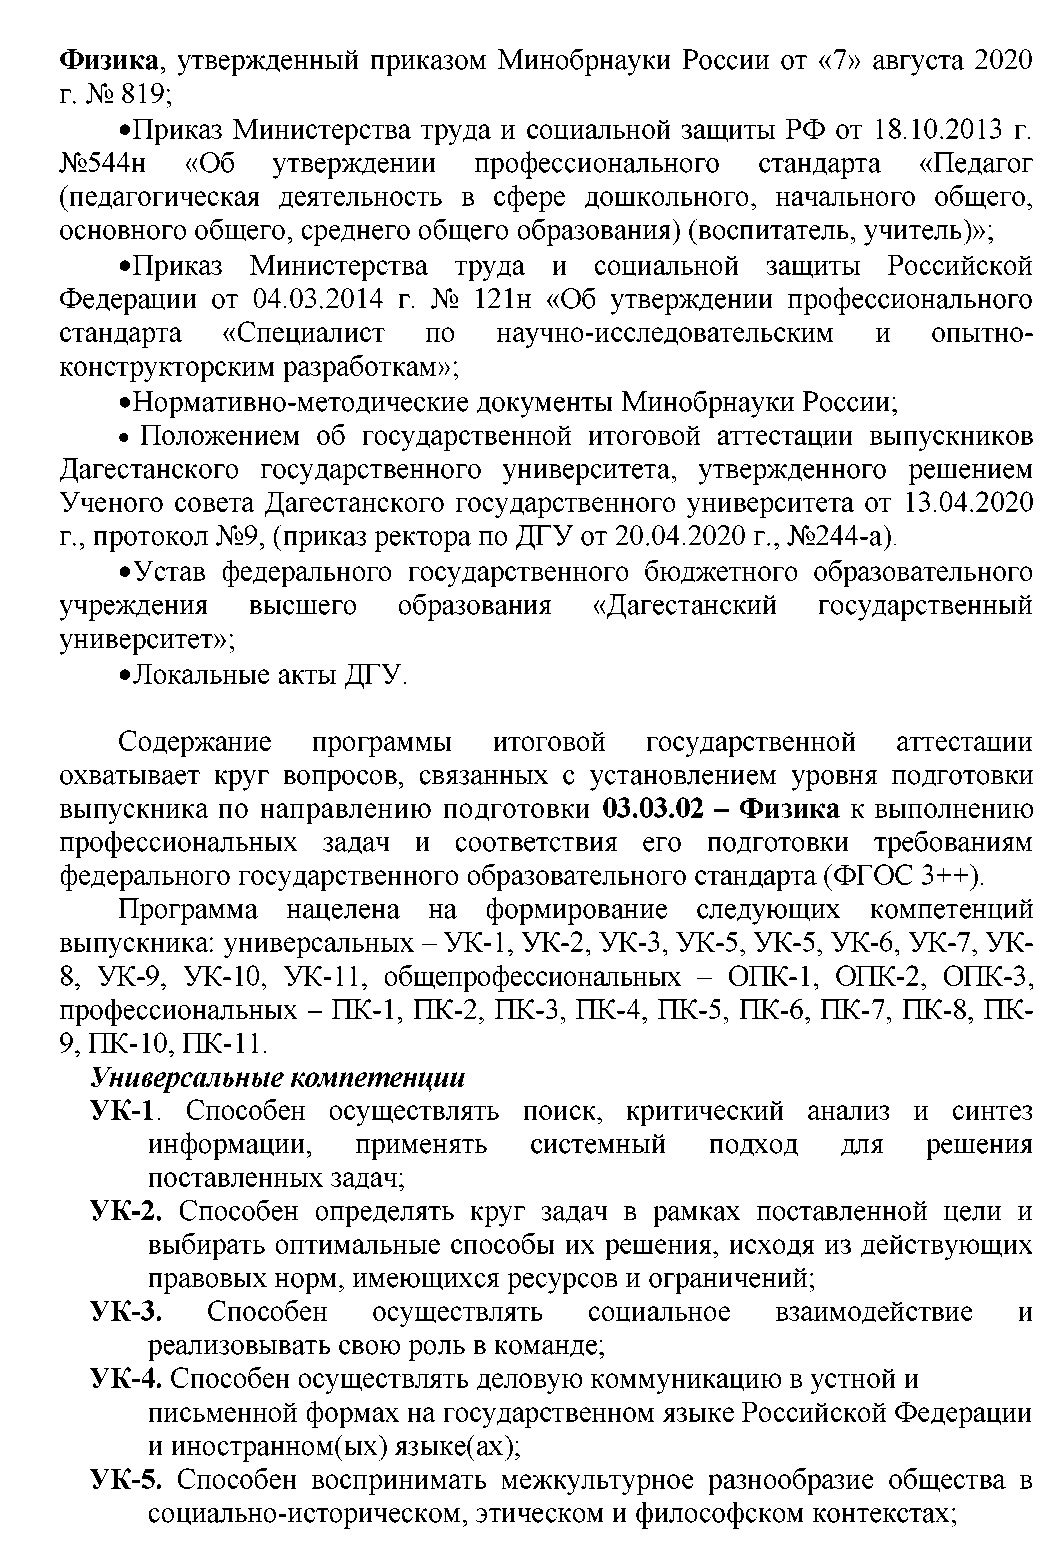 Физика, утвержденный приказом Минобрнауки России от «7» августа 2020
г. № 819;
•Приказ Министерства труда и социальной защиты РФ от 18.10.2013 г.
№544н «Об утверждении профессионального стандарта «Педагог
(педагогическая деятельность в сфере дошкольного, начального общего,
основного общего, среднего общего образования) (воспитатель, учитель)»;
•Приказ Министерства труда и социальной защиты Российской
Федерации от 04.03.2014 г. № 121н «Об утверждении профессионального
стандарта «Специалист по научно-исследовательским и опытно-
конструкторским разработкам»;
•Нормативно-методические документы Минобрнауки России;
• Положением об государственной итоговой аттестации выпускников
Дагестанского государственного университета, утвержденного решением
Ученого совета Дагестанского государственного университета от 13.04.2020
г., протокол №9, (приказ ректора по ДГУ от 20.04.2020 г., №244-а).
•Устав федерального государственного бюджетного образовательного
учреждения высшего образования «Дагестанский государственный
университет»;
•Локальные акты ДГУ.
Содержание программы итоговой государственной аттестации
охватывает круг вопросов, связанных с установлением уровня подготовки
выпускника по направлению подготовки 03.03.02 – Физика к выполнению
профессиональных задач и соответствия его подготовки требованиям
федерального государственного образовательного стандарта (ФГОС 3++).
Программа нацелена на формирование следующих компетенций
выпускника: универсальных – УК-1, УК-2, УК-3, УК-5, УК-5, УК-6, УК-7, УК-
8, УК-9, УК-10, УК-11, общепрофессиональных – ОПК-1, ОПК-2, ОПК-3,
профессиональных – ПК-1, ПК-2, ПК-3, ПК-4, ПК-5, ПК-6, ПК-7, ПК-8, ПК-
9, ПК-10, ПК-11.
Универсальные компетенции
УК-1. Способен осуществлять поиск, критический анализ и синтез
информации, применять системный подход для решения
поставленных задач;
УК-2. Способен определять круг задач в рамках поставленной цели и
выбирать оптимальные способы их решения, исходя из действующих
правовых норм, имеющихся ресурсов и ограничений;
УК-3. Способен осуществлять социальное взаимодействие и
реализовывать свою роль в команде;
УК-4. Способен осуществлять деловую коммуникацию в устной и
письменной формах на государственном языке Российской Федерации
и иностранном(ых) языке(ах);
УК-5. Способен воспринимать межкультурное разнообразие общества в
социально-историческом, этическом и философском контекстах;